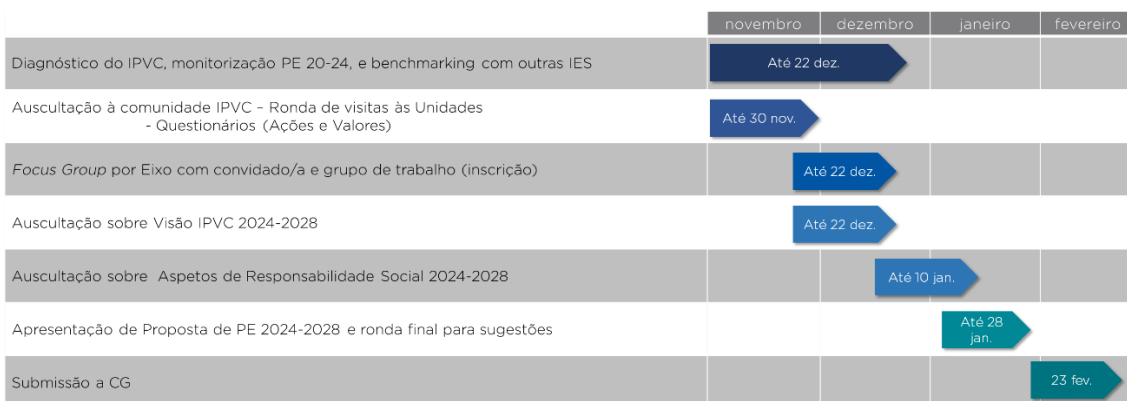 novembro dezembro janeiro fevereiro
Diagnóstico do IPVC, monitorização PE 20-24, e benchmarking com outras IES
Até 22 dez.
Auscultação à comunidade IPVC – Ronda de visitas às Unidades
- Questionários (Ações e Valores)
Até 30 nov.
Focus Group por Eixo com convidado/a e grupo de trabalho (inscrição)
Até 22 dez.
Auscultação sobre Visão IPVC 2024-2028
Até 22 dez.
Auscultação sobre Aspetos de Responsabilidade Social 2024-2028
Até 10 jan.
Apresentação de Proposta de PE 2024-2028 e ronda final para sugestões
Até 28
jan.
Submissão a CG
23 fev.